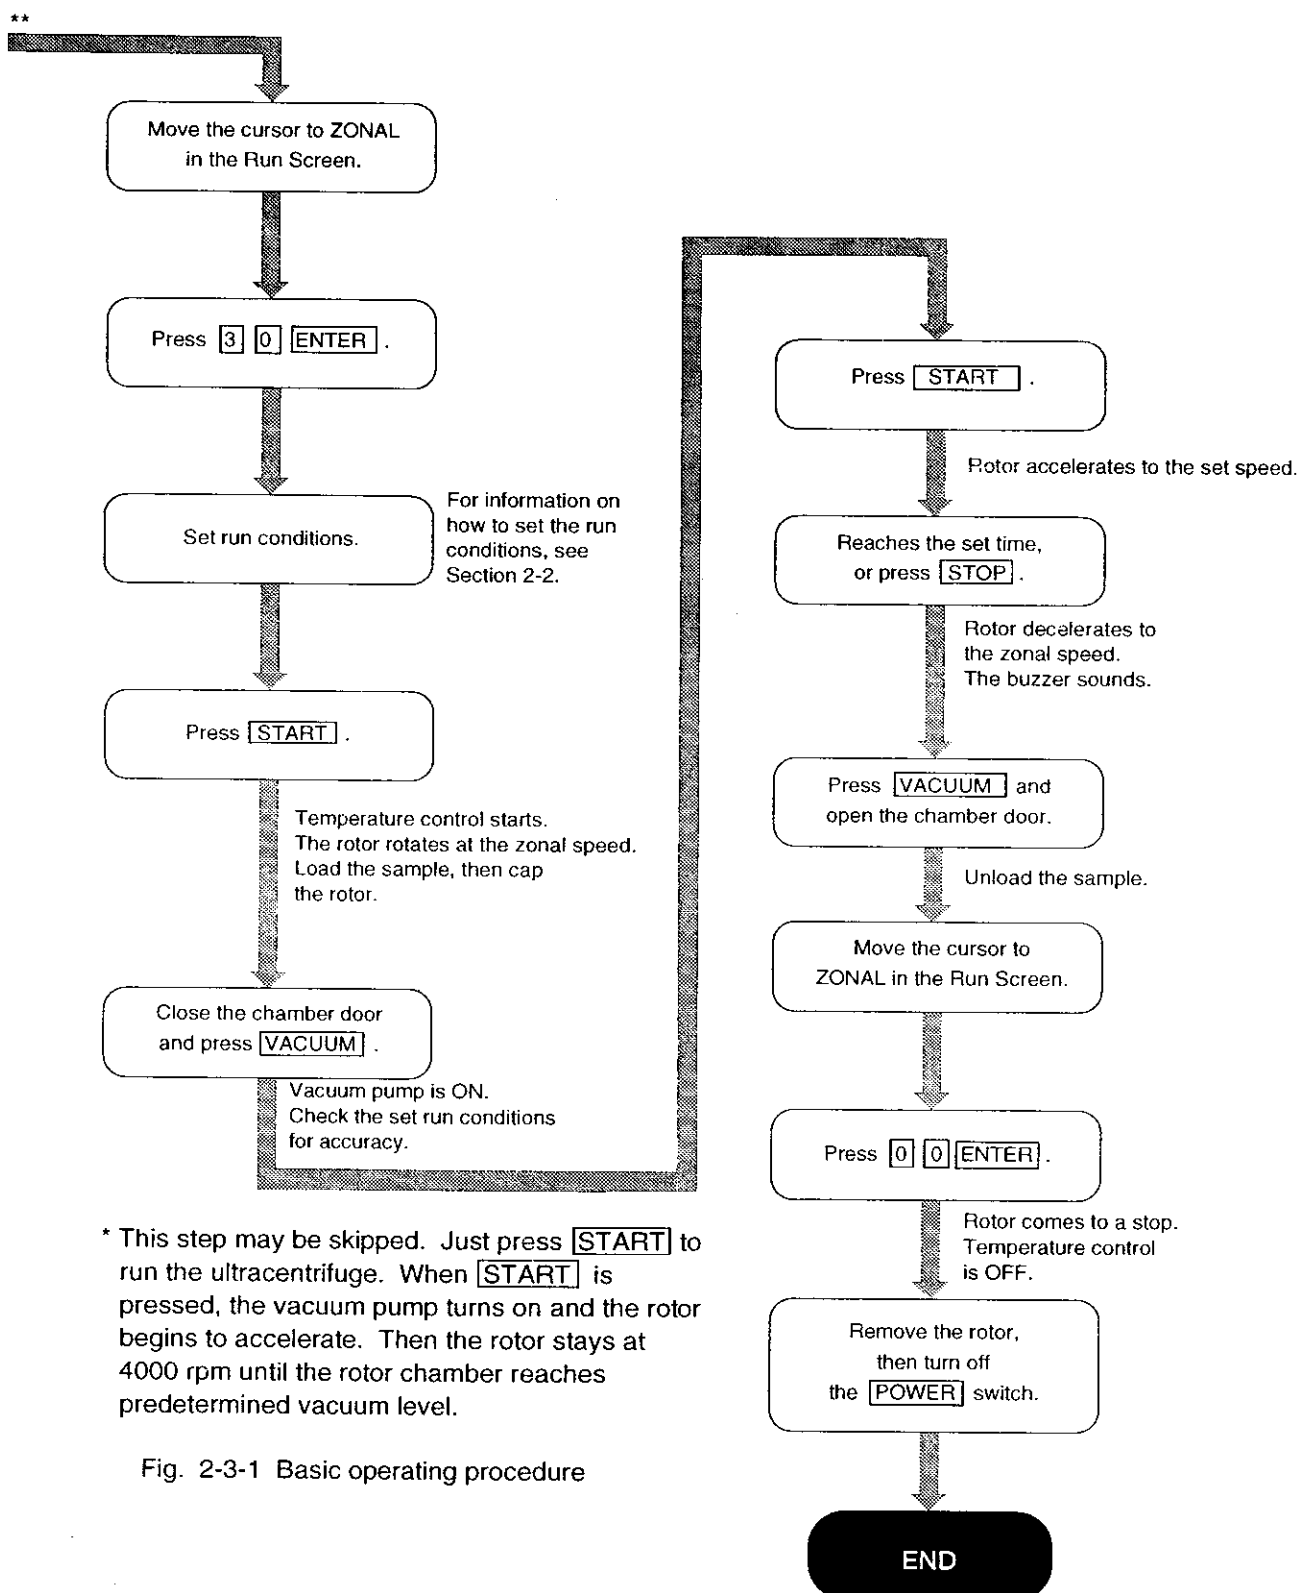 **
Move the cursor to ZONAL
in the Run Screen.
Press 3 0 ENTER .
Set run conditions.
For information on
how to set the run
conditions, see
Section 2-2.
Press START .
Temperature control starts.
The rotor rotates at the zonal speed.
Load the sample, then cap
the rotor.
Close the chamber door
and press VACUUM .
Vacuum pump is ON.
Check the set run conditions
for accuracy.
Press START .
Rotor accelerates to the set speed.
Reaches the set time,
or press STOP .
Rotor decelerates to
the zonal speed.
The buzzer sounds.
Press VACUUM and
open the chamber door.
Unload the sample.
Move the cursor to
ZONAL in the Run Screen.
Press 0 0 ENTER .
Rotor comes to a stop.
Temperature control
is OFF.
Remove the rotor,
then turn off
the POWER switch.
END
* This step may be skipped. Just press START to
run the ultracentrifuge. When START is
pressed, the vacuum pump turns on and the rotor
begins to accelerate. Then the rotor stays at
4000 rpm until the rotor chamber reaches
predetermined vacuum level.
Fig. 2-3-1 Basic operating procedure